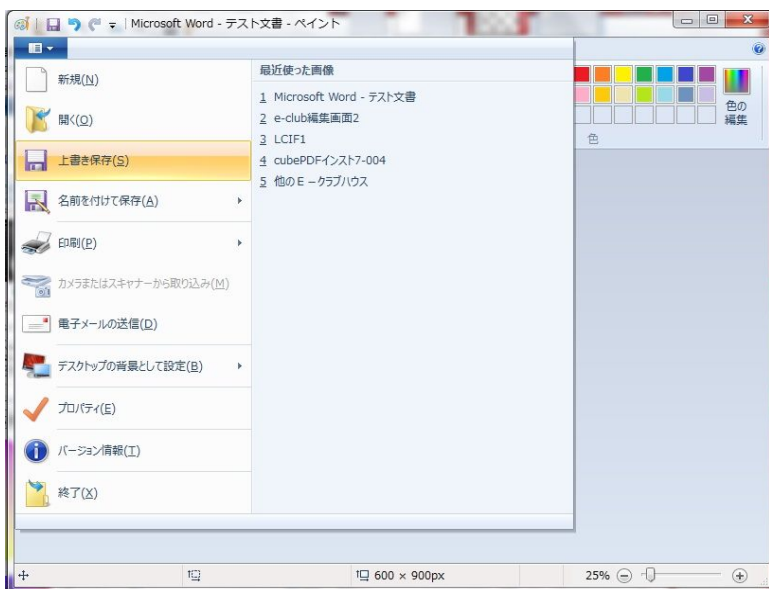 Microsoft Word - テスト文書 - ペイント
新規(N)
開く(O)
上書き保存(S)
名前を付けて保存(A)
印刷(P)
カメラまたはスキャナーから取り込み(M)
電子メールの送信(D)
デスクトップの背景として設定(B)
プロパティ(E)
バージョン情報(T)
終了(X)
最近使った画像
1 Microsoft Word - テスト文書
2 e-club編集画面2
3 LCIF1
4 cubePDFインスト7-004
5 他のE－クラブハウス
色の
編集
色
600 × 900px
25%